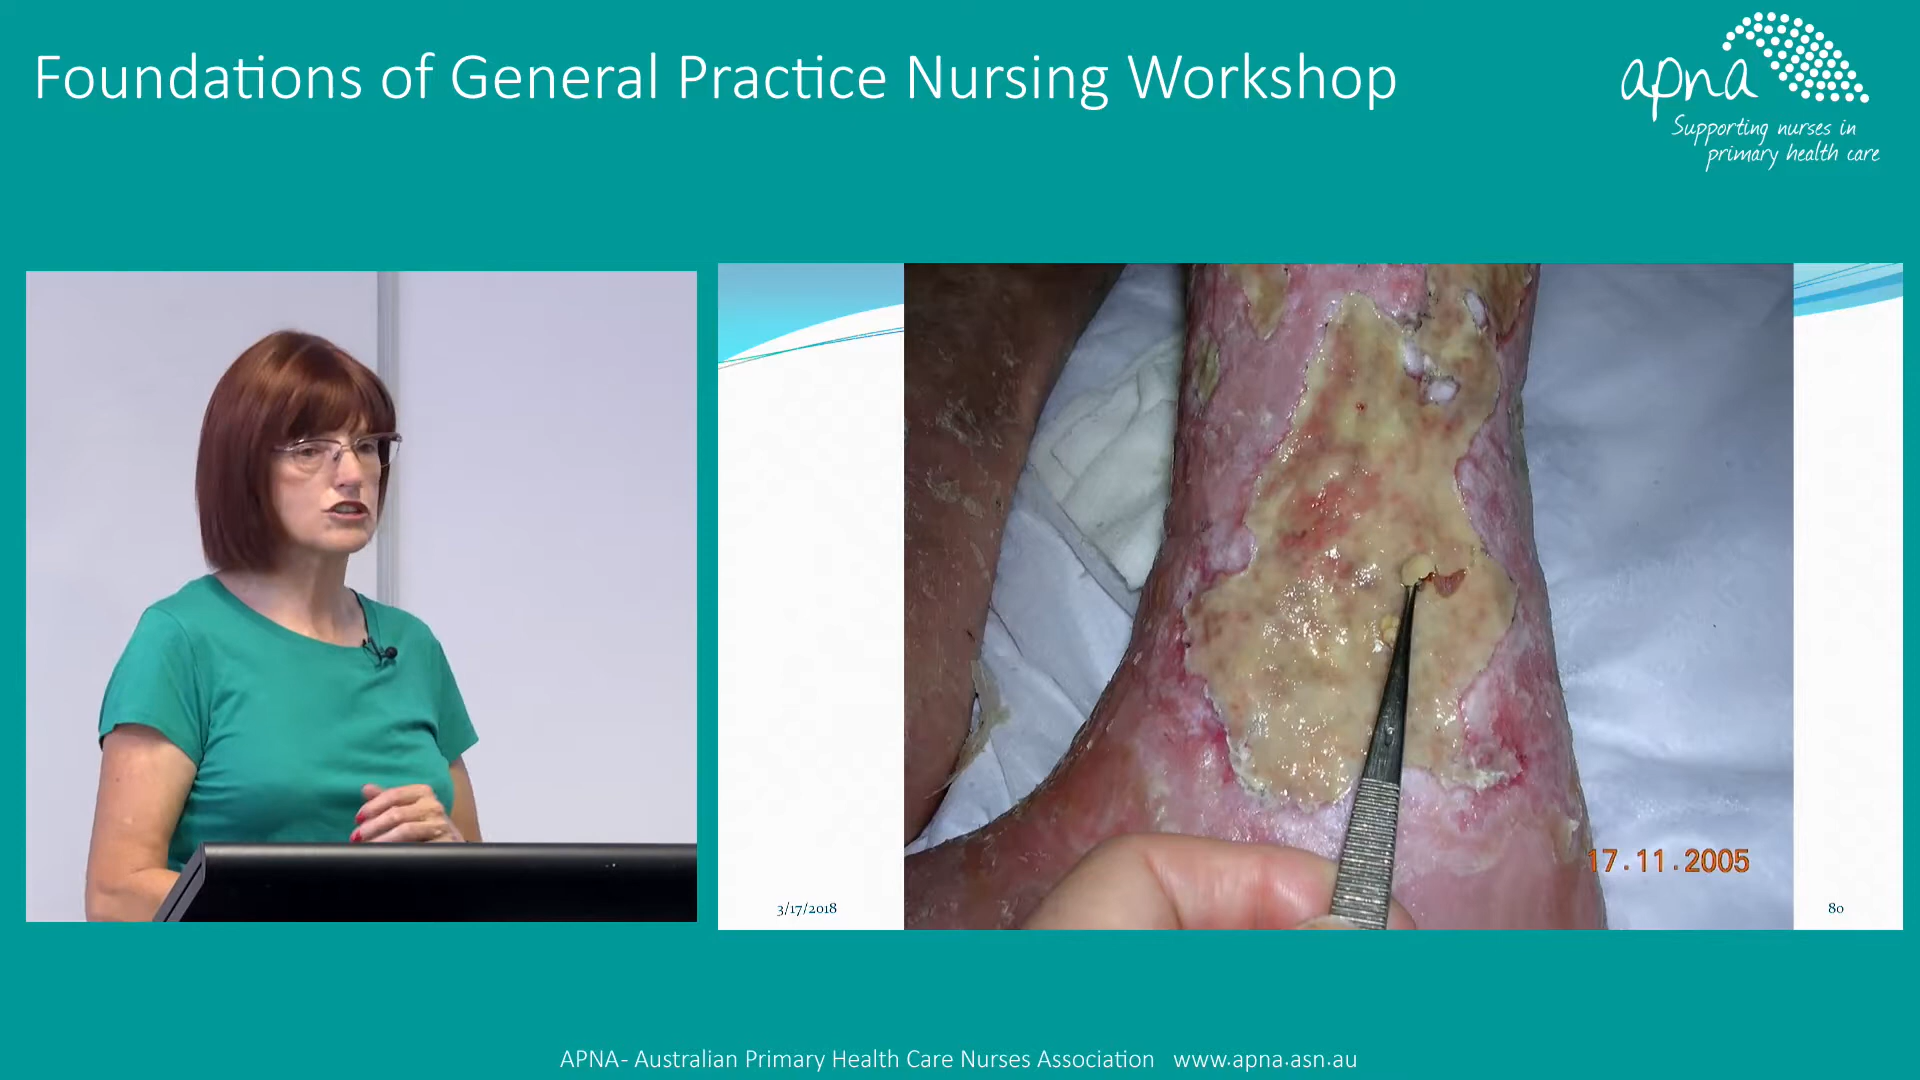 Foundations of General Practice Nursing Workshop
apna
Supporting nurses in
primary health care
17.11.2005
3/17/2018
80
APNA- Australian Primary Health Care Nurses Association www.apna.asn.au